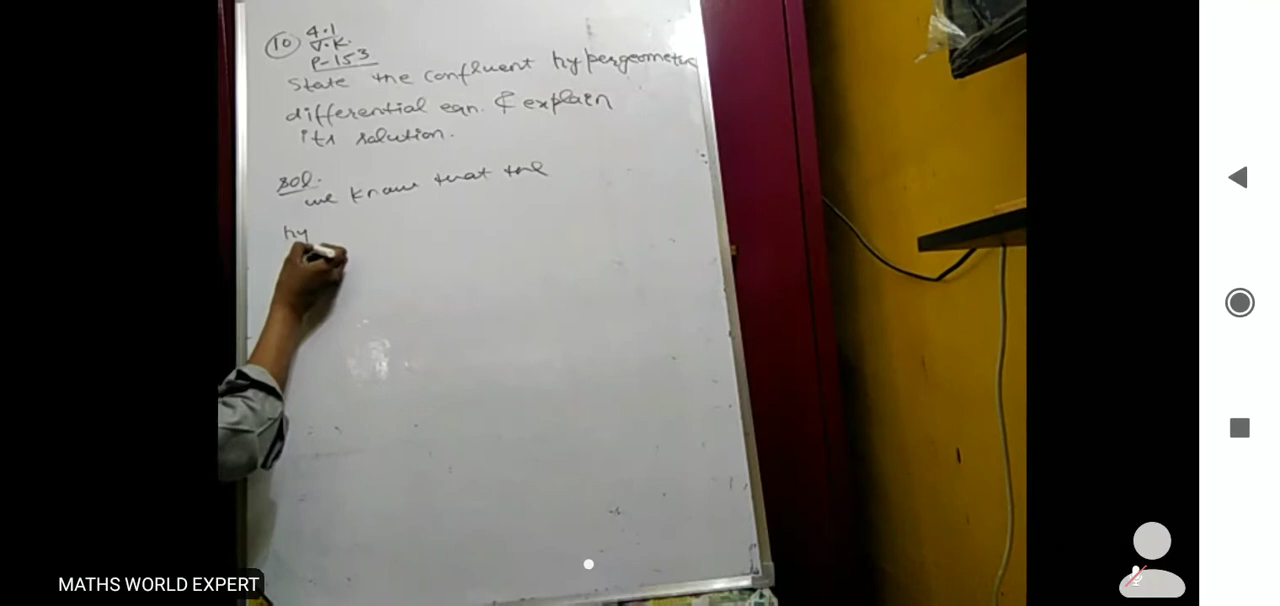 10 4.1
V.K.
P-153
State the confluent hypergeometric
differential eqn. & explain
its solution.
Sol.
we know that the
hy
MATHS WORLD EXPERT